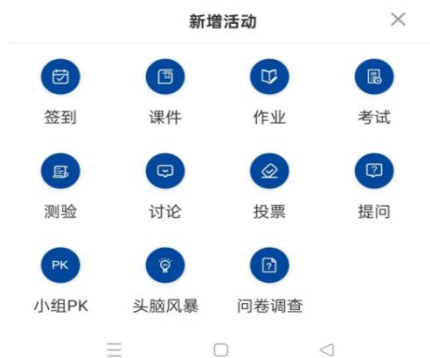 新增活动
签到 课件 作业 考试
测验 讨论 投票 提问
PK
小组PK 头脑风暴 问卷调查